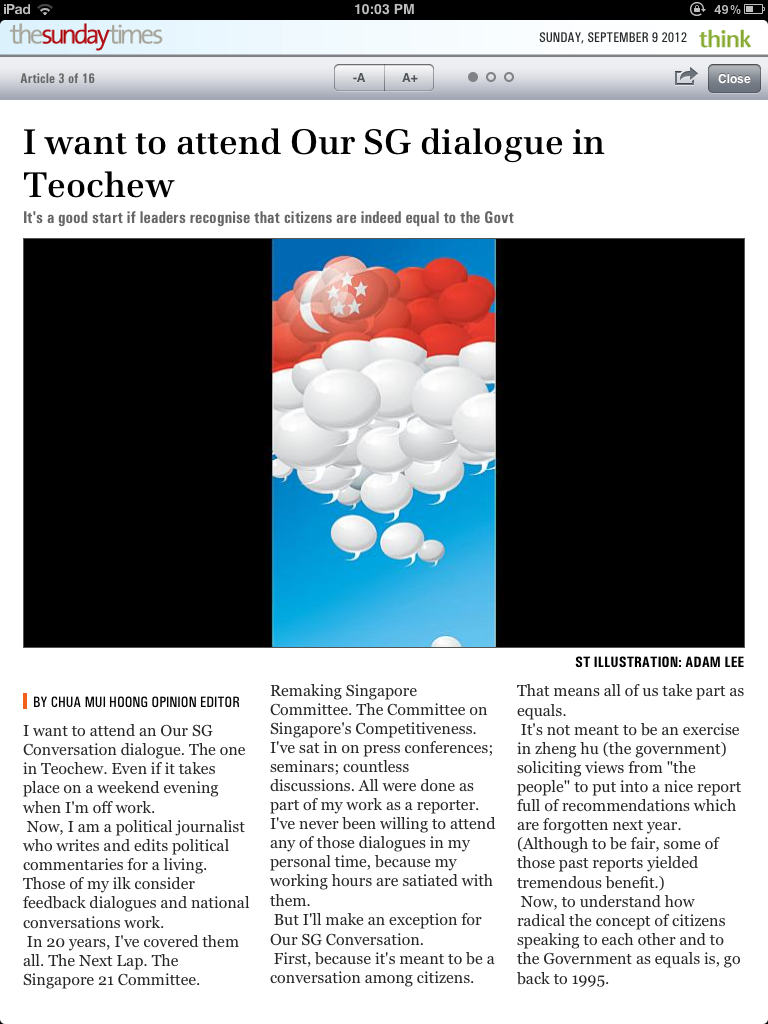 iPad
10:03 PM
49%
thesundaytimes
SUNDAY, SEPTEMBER 9 2012
think
Article 3 of 16
-A
A+
Close
I want to attend Our SG dialogue in
Teochew
It's a good start if leaders recognise that citizens are indeed equal to the Govt
ST ILLUSTRATION: ADAM LEE
BY CHUA MUI HOONG OPINION EDITOR
I want to attend an Our SG
Conversation dialogue. The one
in Teochew. Even if it takes
place on a weekend evening
when I'm off work.
Now, I am a political journalist
who writes and edits political
commentaries for a living.
Those of my ilk consider
feedback dialogues and national
conversations work.
In 20 years, I've covered them
all. The Next Lap. The
Singapore 21 Committee.
Remaking Singapore
Committee. The Committee on
Singapore's Competitiveness.
I've sat in on press conferences;
seminars; countless
discussions. All were done as
part of my work as a reporter.
I've never been willing to attend
any of those dialogues in my
personal time, because my
working hours are satiated with
them.
But I'll make an exception for
Our SG Conversation.
First, because it's meant to be a
conversation among citizens.
That means all of us take part as
equals.
It's not meant to be an exercise
in zheng hu (the government)
soliciting views from "the
people" to put into a nice report
full of recommendations which
are forgotten next year.
(Although to be fair, some of
those past reports yielded
tremendous benefit.)
Now, to understand how
radical the concept of citizens
speaking to each other and to
the Government as equals is, go
back to 1995.